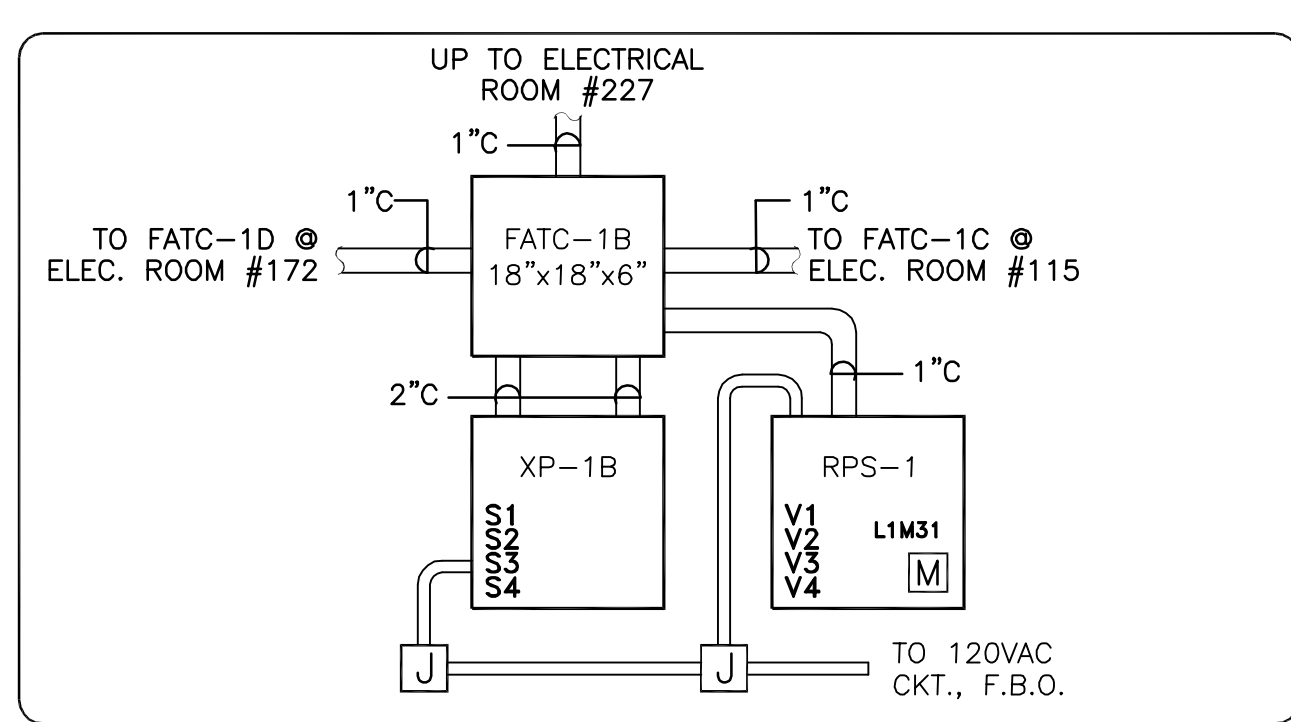 UP TO ELECTRICAL
ROOM #227
1"C
1"C
1"C
TO FATC-1D @
ELEC. ROOM #172
FATC-1B
18"x18"x6"
TO FATC-1C @
ELEC. ROOM #115
2"C
1"C
XP-1B
S1
S2
S3
S4
RPS-1
V1
V2
V3
V4
L1M31
M
J
J
TO 120VAC
CKT., F.B.O.